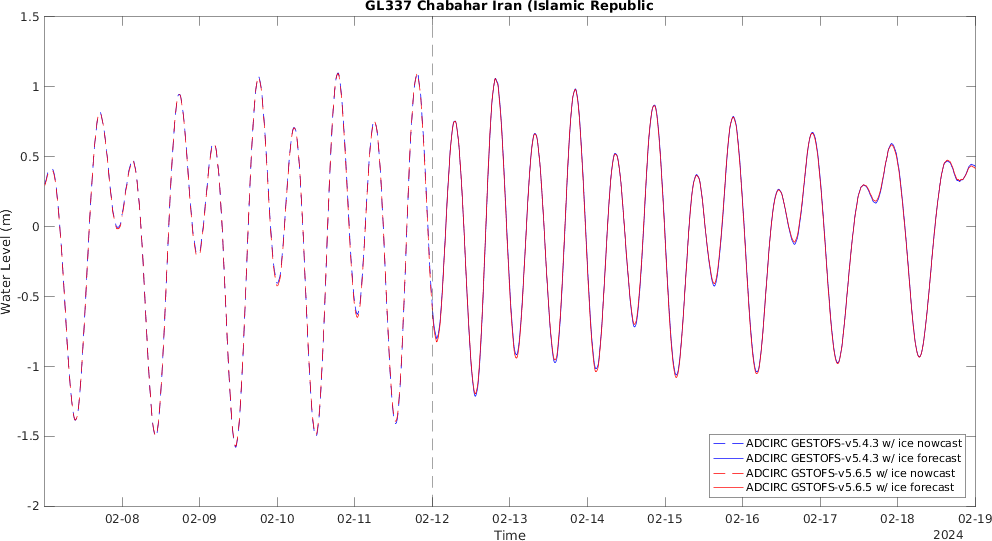 GL337 Chabahar Iran (Islamic Republic
1.5
1
0.5
0
-0.5
-1
-1.5
-2
Water Level (m)
02-08 02-09 02-10 02-11 02-12 02-13 02-14 02-15 02-16 02-17 02-18 02-19
Time
2024
ADCIRC GESTOFS-v5.4.3 w/ ice nowcast
ADCIRC GESTOFS-v5.4.3 w/ ice forecast
ADCIRC GSTOFS-v5.6.5 w/ ice nowcast
ADCIRC GSTOFS-v5.6.5 w/ ice forecast